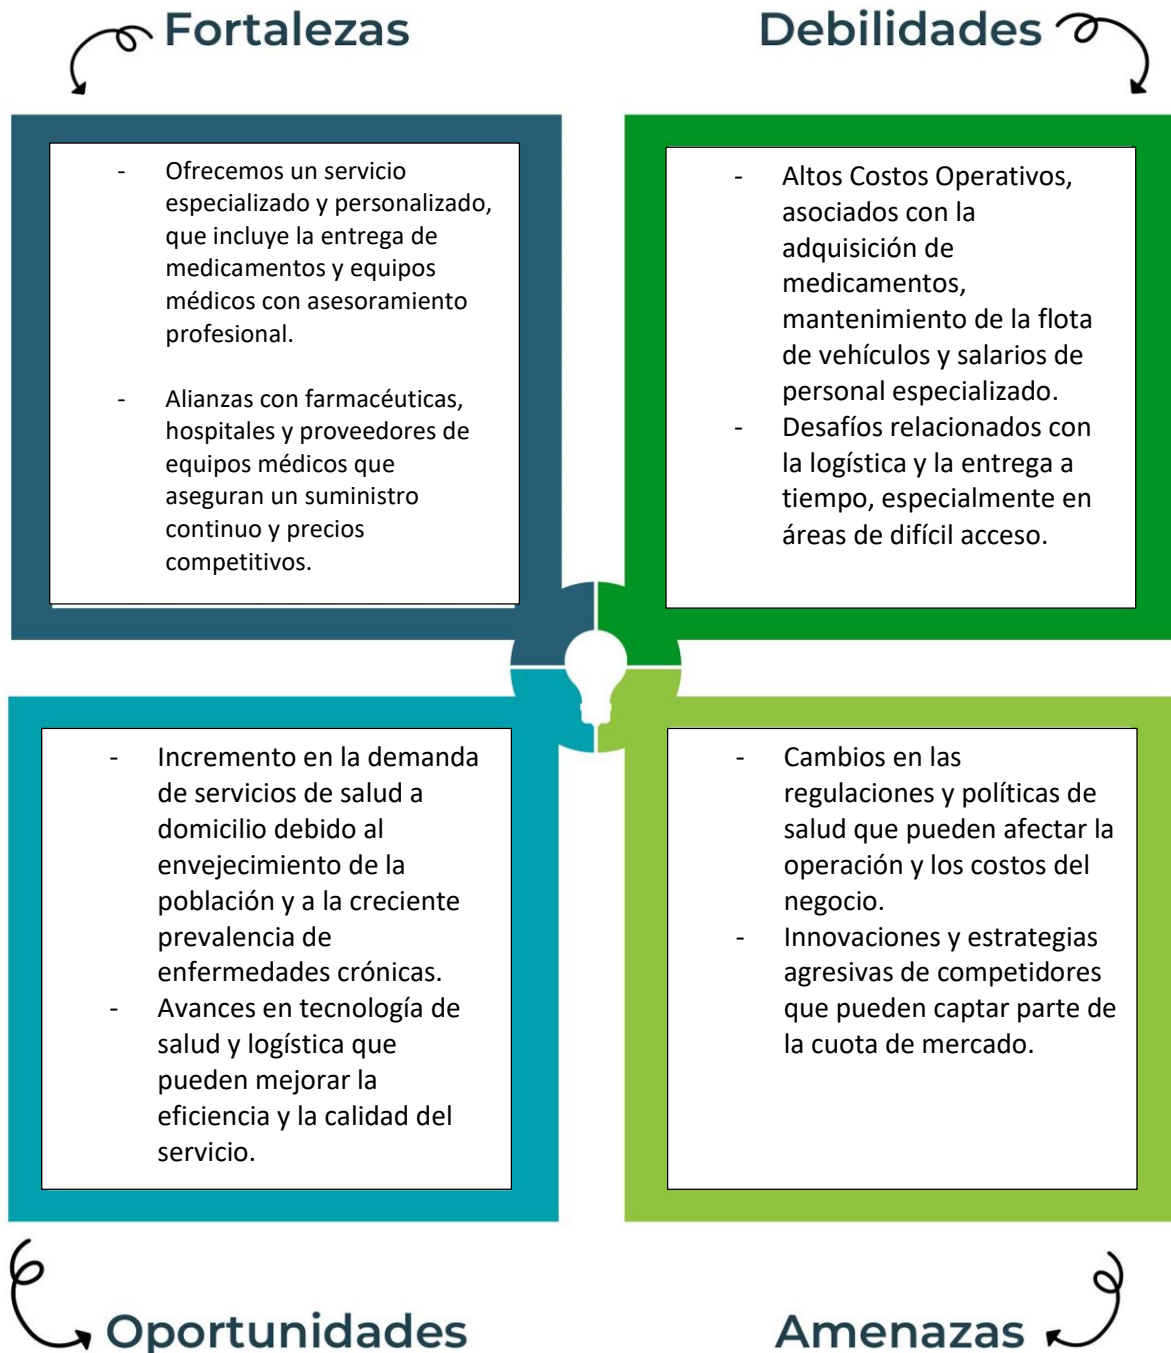 Fortalezas
- Ofrecemos un servicio
especializado y personalizado,
que incluye la entrega de
medicamentos y equipos
médicos con asesoramiento
profesional.
- Alianzas con farmacéuticas,
hospitales y proveedores de
equipos médicos que
aseguran un suministro
continuo y precios
competitivos.
Debilidades
- Altos Costos Operativos,
asociados con la
adquisición de
medicamentos,
mantenimiento de la flota
de vehículos y salarios de
personal especializado.
- Desafíos relacionados con
la logística y la entrega a
tiempo, especialmente en
áreas de difícil acceso.
- Incremento en la demanda
de servicios de salud a
domicilio debido al
envejecimiento de la
población y a la creciente
prevalencia de
enfermedades crónicas.
- Avances en tecnología de
salud y logística que
pueden mejorar la
eficiencia y la calidad del
servicio.
Oportunidades
- Cambios en las
regulaciones y políticas de
salud que pueden afectar la
operación y los costos del
negocio.
- Innovaciones y estrategias
agresivas de competidores
que pueden captar parte de
la cuota de mercado.
Amenazas